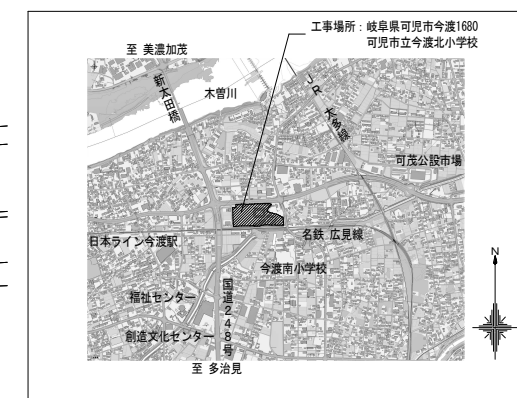 工事場所：岐阜県可児市今渡1680
可児市立今渡北小学校
至 美濃加茂
新太田橋
木曽川
ＪＲ 太多線
可茂公設市場
日本ライン今渡駅
名鉄 広見線
今渡南小学校
福祉センター
国道２４８号
創造文化センター
至 多治見
N